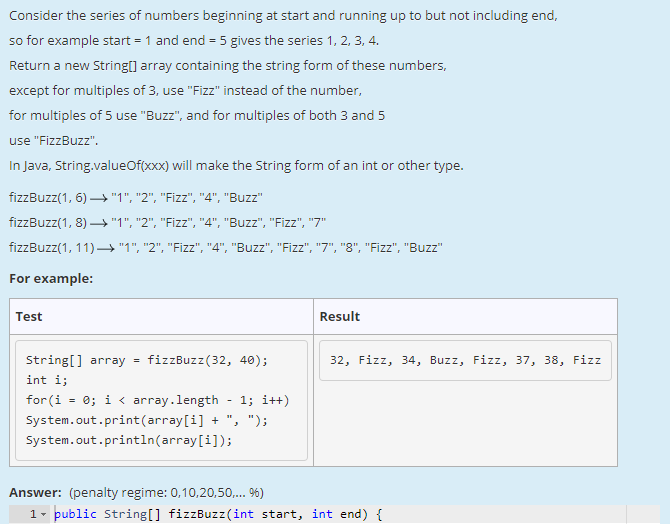 Consider the series of numbers beginning at start and running up to but not including end,
so for example start = 1 and end = 5 gives the series 1, 2, 3, 4.
Return a new String[] array containing the string form of these numbers,
except for multiples of 3, use "Fizz" instead of the number,
for multiples of 5 use "Buzz", and for multiples of both 3 and 5
use "FizzBuzz".
In Java, String.valueOf(xxx) will make the String form of an int or other type.
fizzBuzz(1, 6) → "1", "2", "Fizz", "4", "Buzz"
fizzBuzz(1, 8) → "1", "2", "Fizz", "4", "Buzz", "Fizz", "7"
fizzBuzz(1, 11) → "1", "2", "Fizz", "4", "Buzz", "Fizz", "7", "8", "Fizz", "Buzz"
For example:
Test Result
String[] array = fizzBuzz(32, 40);
int i;
for(i = 0; i < array.length - 1; i++)
System.out.print(array[i] + ", ");
System.out.println(array[i]);
32, Fizz, 34, Buzz, Fizz, 37, 38, Fizz
Answer: (penalty regime: 0,10,20,50,... %)
1 public String[] fizzBuzz(int start, int end) {